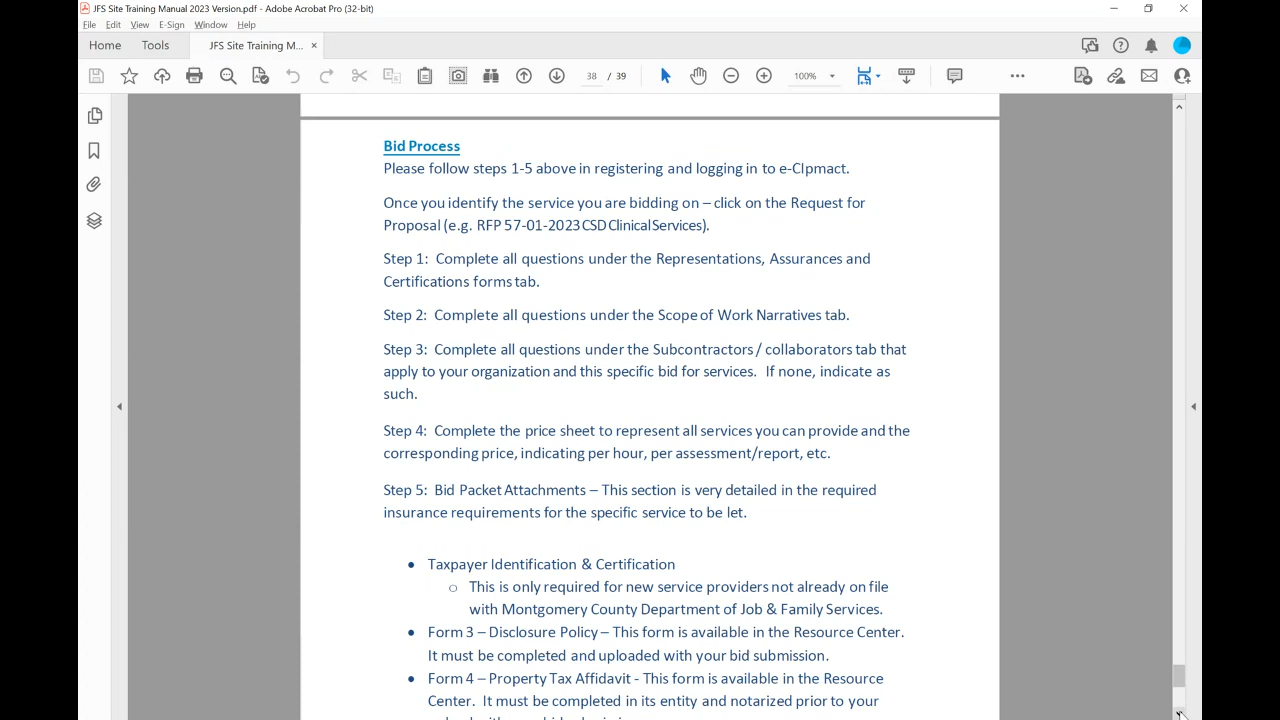 JFS Site Training Manual 2023 Version.pdf - Adobe Acrobat Pro (32-bit)
File Edit View E-Sign Window Help
Home Tools JFS Site Training M... ×
38 / 39 100%
Bid Process
Please follow steps 1-5 above in registering and logging in to e-CIpmact.
Once you identify the service you are bidding on – click on the Request for
Proposal (e.g. RFP 57-01-2023 CSD Clinical Services).
Step 1: Complete all questions under the Representations, Assurances and
Certifications forms tab.
Step 2: Complete all questions under the Scope of Work Narratives tab.
Step 3: Complete all questions under the Subcontractors / collaborators tab that
apply to your organization and this specific bid for services. If none, indicate as
such.
Step 4: Complete the price sheet to represent all services you can provide and the
corresponding price, indicating per hour, per assessment/report, etc.
Step 5: Bid Packet Attachments – This section is very detailed in the required
insurance requirements for the specific service to be let.
• Taxpayer Identification & Certification
o This is only required for new service providers not already on file
with Montgomery County Department of Job & Family Services.
• Form 3 – Disclosure Policy – This form is available in the Resource Center.
It must be completed and uploaded with your bid submission.
• Form 4 – Property Tax Affidavit - This form is available in the Resource
Center. It must be completed in its entity and notarized prior to your